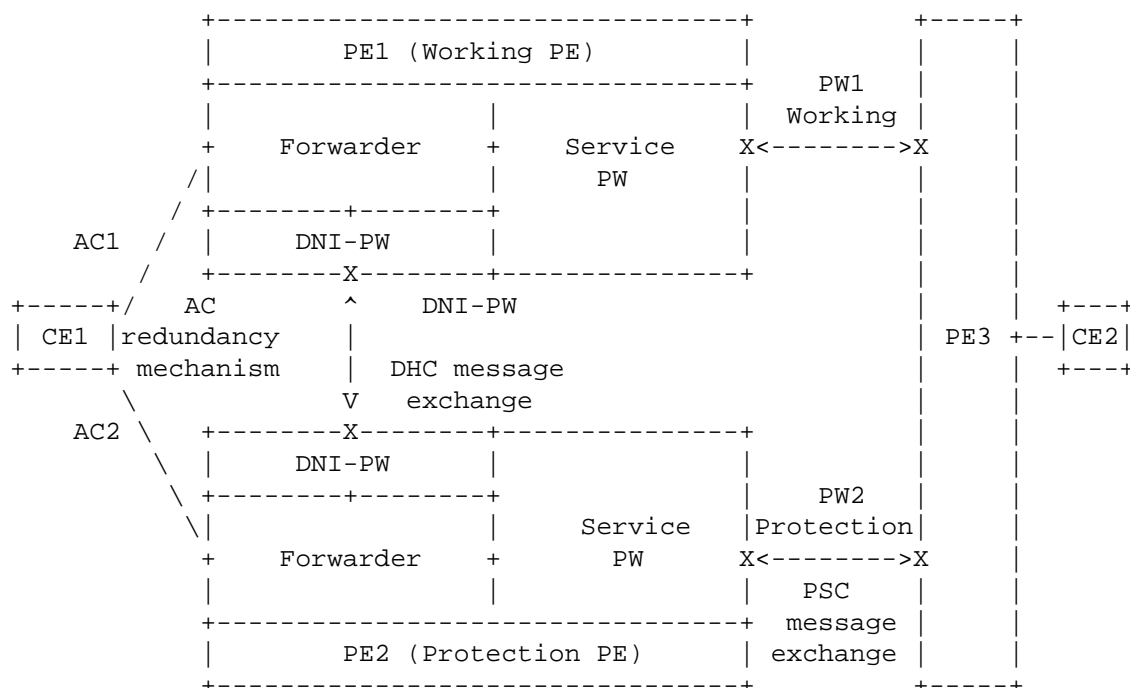 PE1 (Working PE)
PW1
Working
Forwarder Service
X<-------->X
PW
AC1 DNI-PW
X
AC ^ DNI-PW
CE1 redundancy PE3 CE2
mechanism DHC message
V exchange
AC2 X
DNI-PW
PW2
Service Protection
Forwarder PW X<-------->X
PSC
message
PE2 (Protection PE) exchange